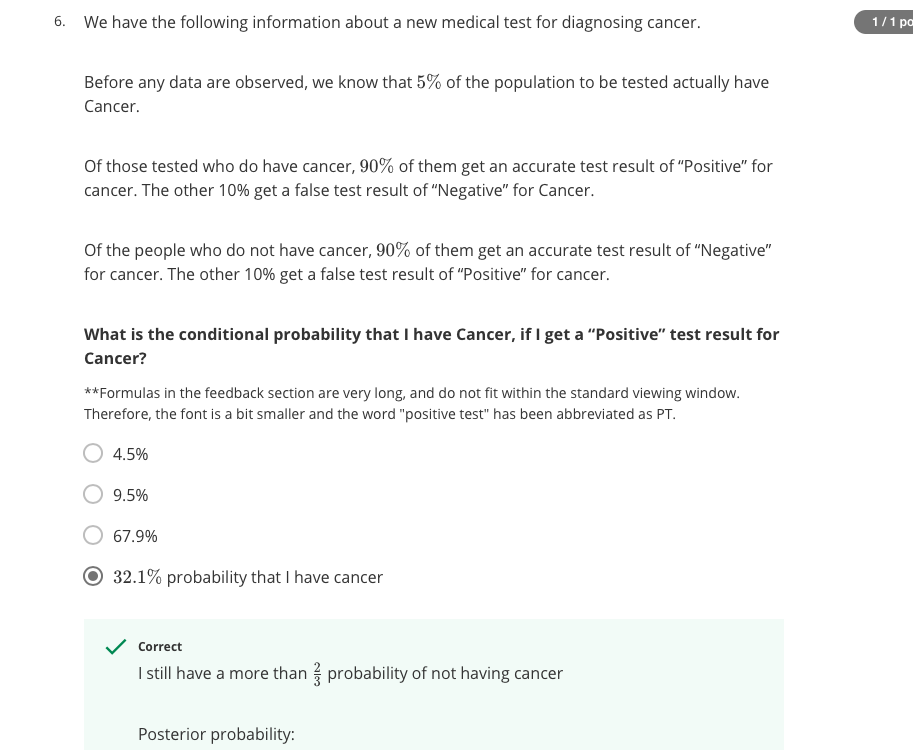 6. We have the following information about a new medical test for diagnosing cancer.
1 / 1 po
Before any data are observed, we know that 5% of the population to be tested actually have
Cancer.
Of those tested who do have cancer, 90% of them get an accurate test result of “Positive” for
cancer. The other 10% get a false test result of “Negative” for Cancer.
Of the people who do not have cancer, 90% of them get an accurate test result of “Negative”
for cancer. The other 10% get a false test result of “Positive” for cancer.
What is the conditional probability that I have Cancer, if I get a “Positive” test result for
Cancer?
**Formulas in the feedback section are very long, and do not fit within the standard viewing window.
Therefore, the font is a bit smaller and the word "positive test" has been abbreviated as PT.
4.5%
9.5%
67.9%
32.1% probability that I have cancer
Correct
I still have a more than 2/3 probability of not having cancer
Posterior probability: